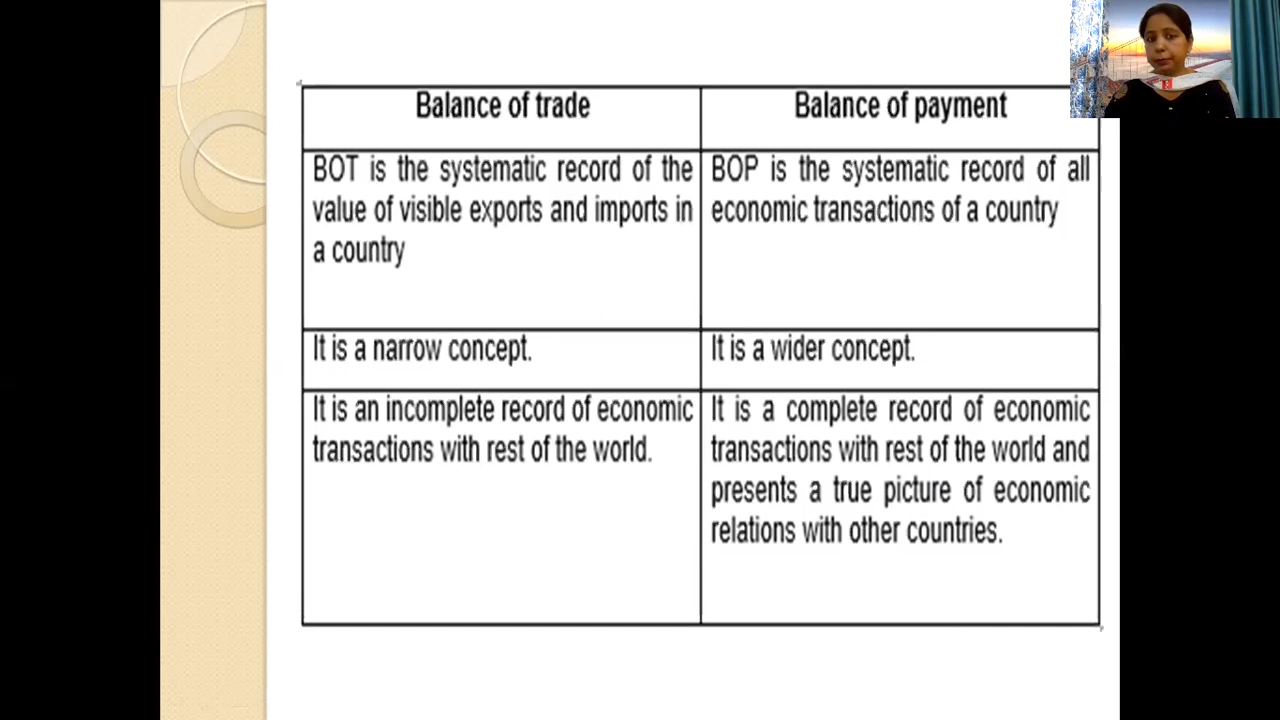 Balance of trade
Balance of payment
BOT is the systematic record of the
value of visible exports and imports in
a country
BOP is the systematic record of all
economic transactions of a country
It is a narrow concept.
It is a wider concept.
It is an incomplete record of economic
transactions with rest of the world.
It is a complete record of economic
transactions with rest of the world and
presents a true picture of economic
relations with other countries.